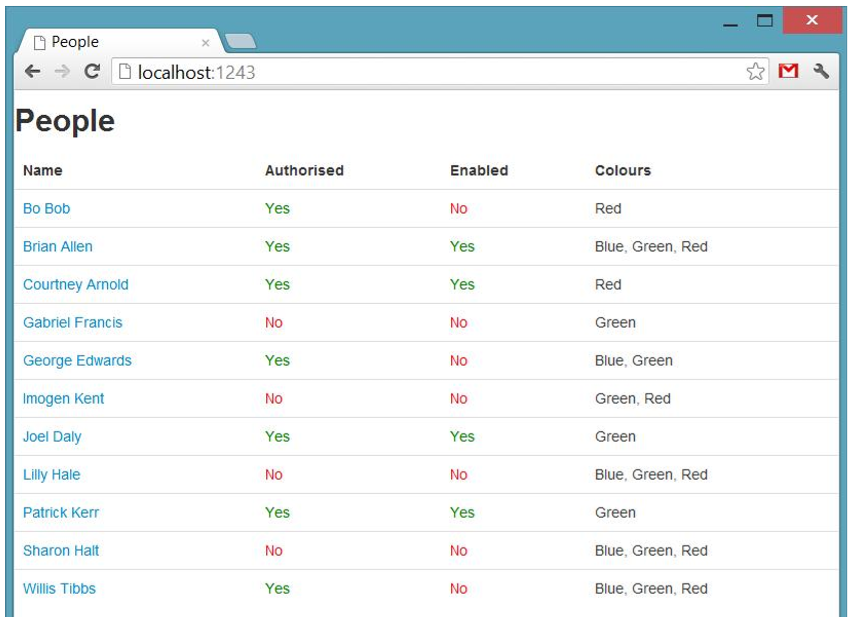 People
localhost:1243
People
Name Authorised Enabled Colours
Bo Bob Yes No Red
Brian Allen Yes Yes Blue, Green, Red
Courtney Arnold Yes Yes Red
Gabriel Francis No No Green
George Edwards Yes No Blue, Green
Imogen Kent No No Green, Red
Joel Daly Yes Yes Green
Lilly Hale No No Blue, Green, Red
Patrick Kerr Yes Yes Green
Sharon Halt No No Blue, Green, Red
Willis Tibbs Yes No Blue, Green, Red